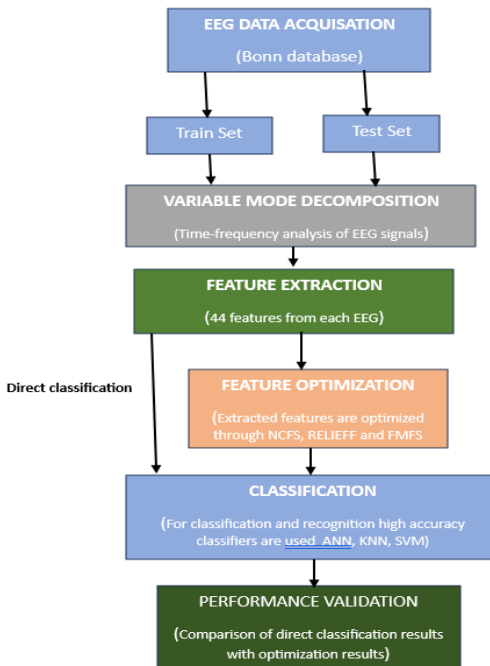 EEG DATA ACQUISATION
(Bonn database)
Train Set
Test Set
VARIABLE MODE DECOMPOSITION
(Time-frequency analysis of EEG signals)
FEATURE EXTRACTION
(44 features from each EEG)
Direct classification
FEATURE OPTIMIZATION
(Extracted features are optimized
through NCFS, RELIEFF and FMFS
CLASSIFICATION
(For classification and recognition high accuracy
classifiers are used ANN, KNN, SVM)
PERFORMANCE VALIDATION
(Comparison of direct classification results
with optimization results)